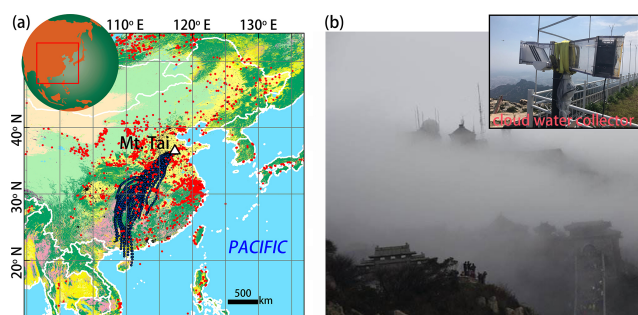 (a)
110° E
120° E
130° E
40° N
Mt. Tai
30° N
PACIFIC
20° N
500
km
(b)
cloud water collector